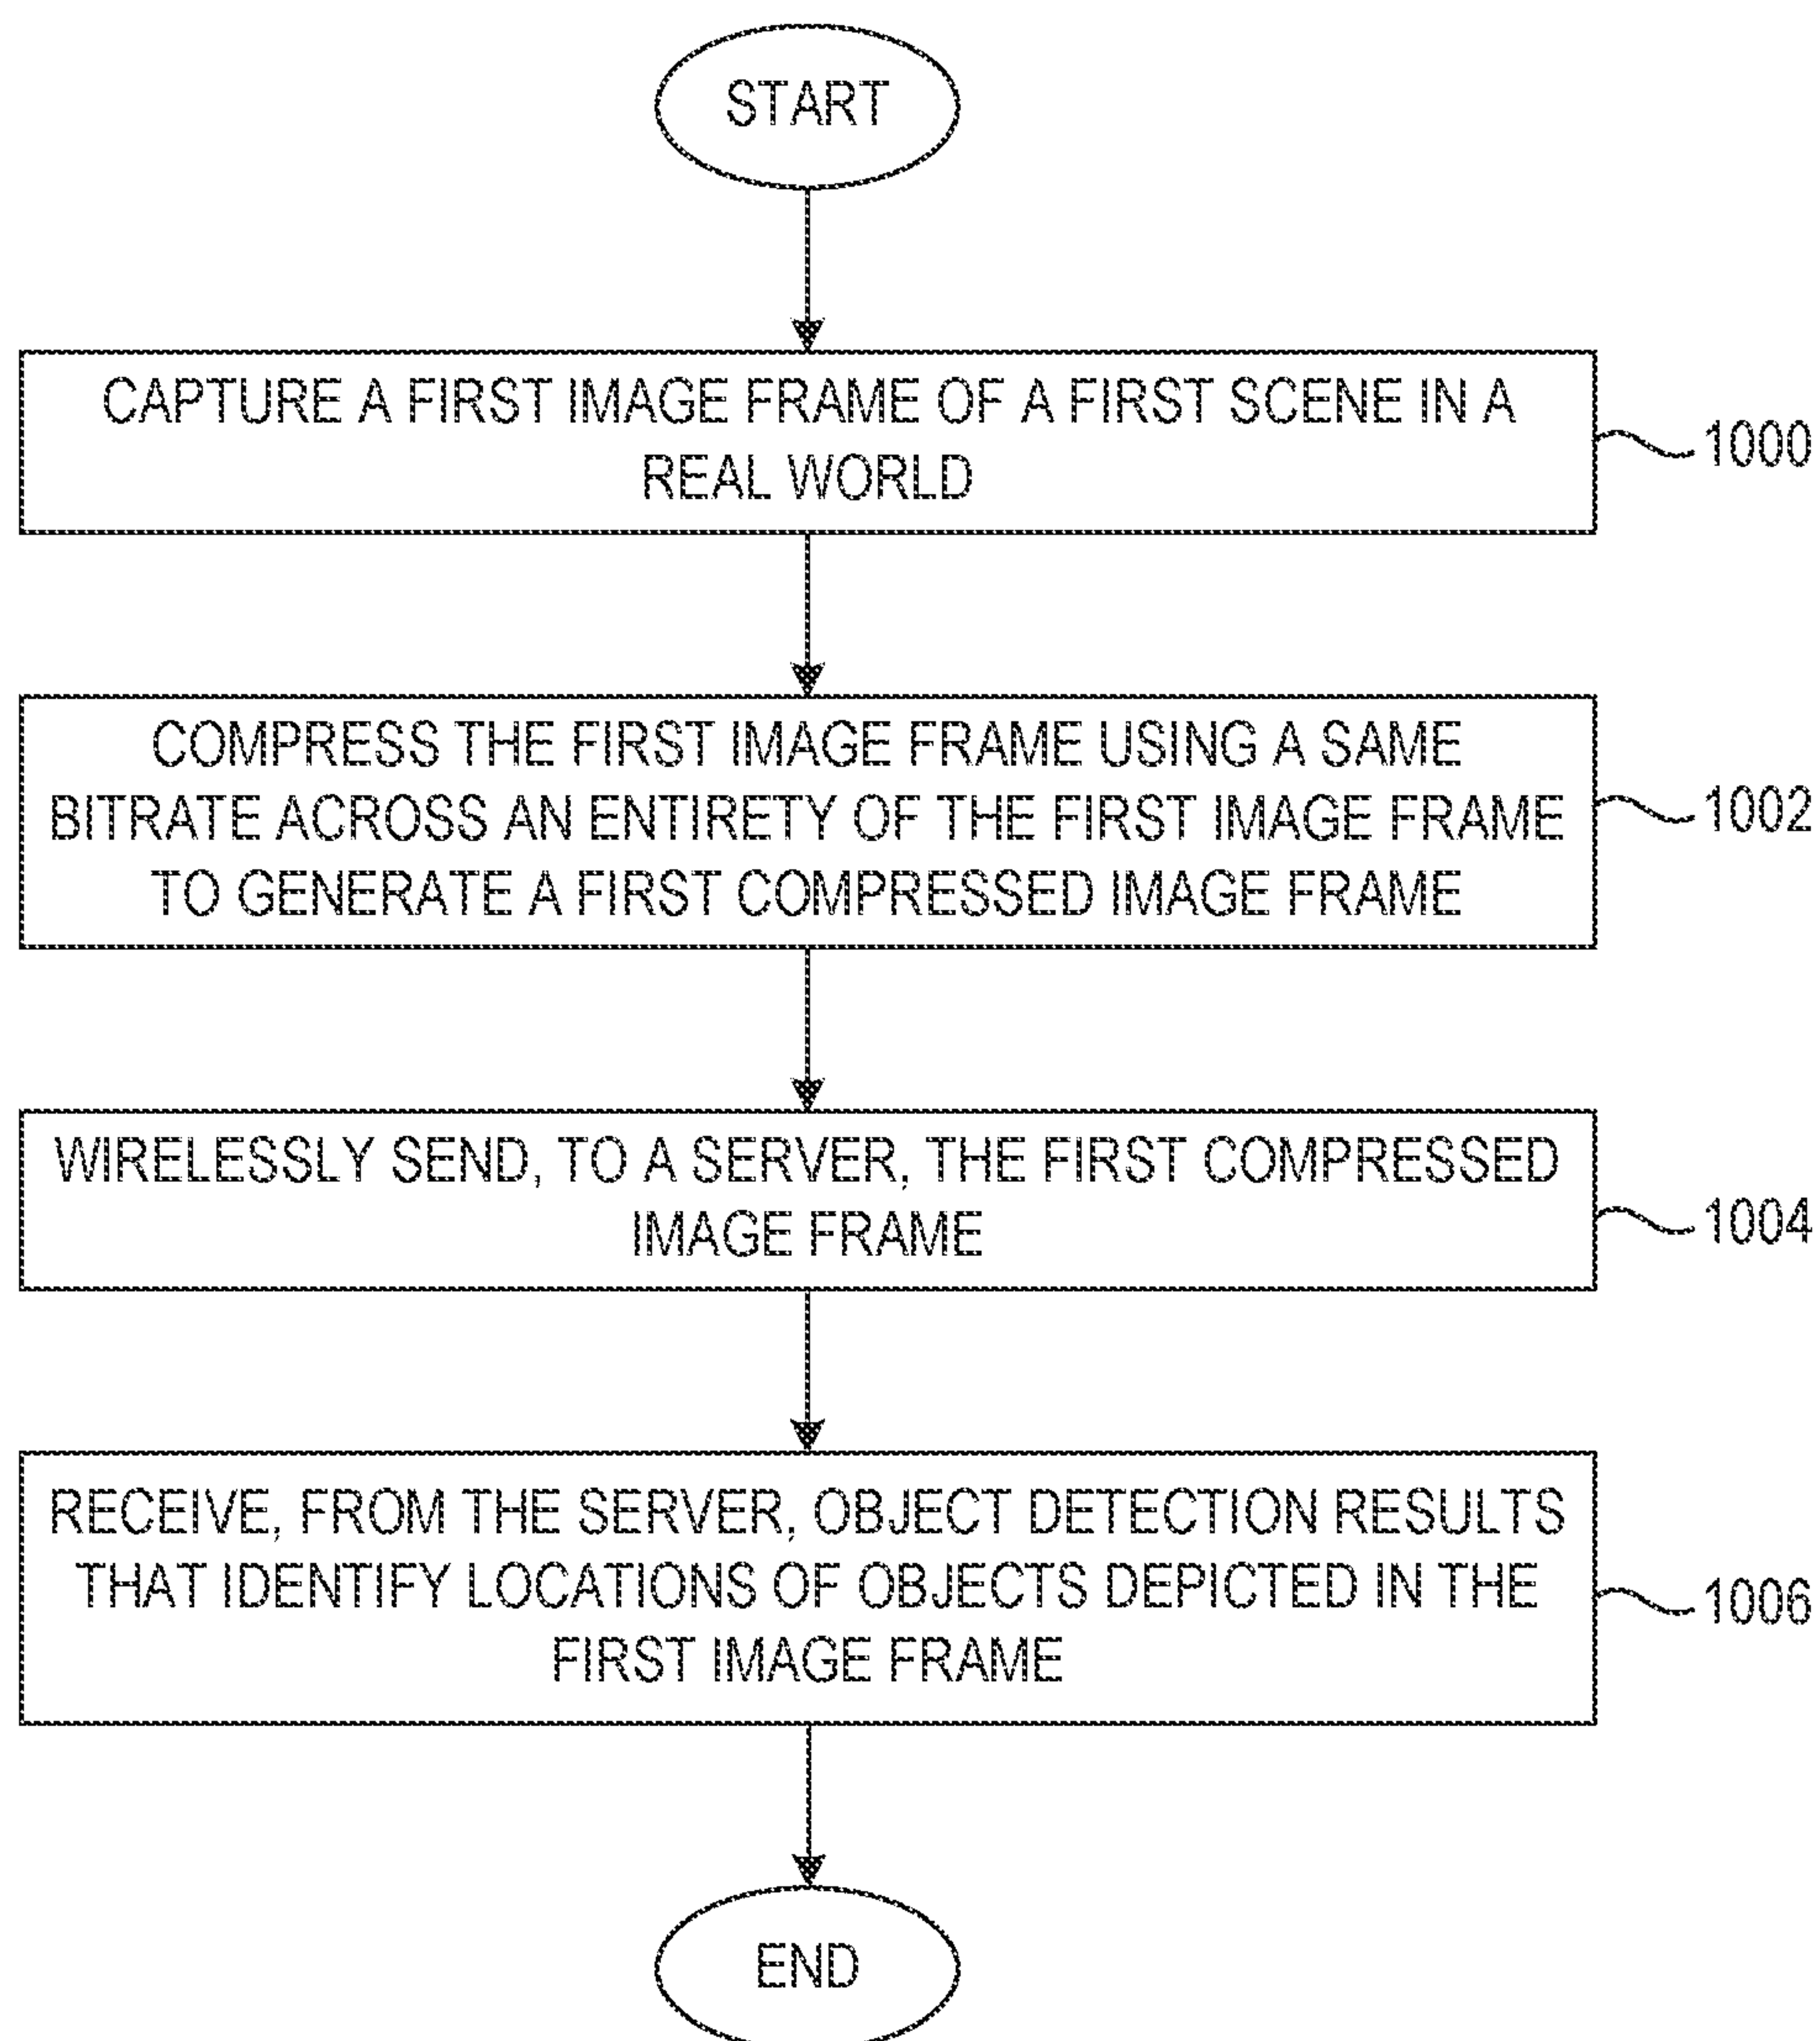 START
CAPTURE A FIRST IMAGE FRAME OF A FIRST SCENE IN A
REAL WORLD
1000
COMPRESS THE FIRST IMAGE FRAME USING A SAME
BITRATE ACROSS AN ENTIRETY OF THE FIRST IMAGE FRAME
TO GENERATE A FIRST COMPRESSED IMAGE FRAME
1002
WIRELESSLY SEND, TO A SERVER, THE FIRST COMPRESSED
IMAGE FRAME
1004
RECEIVE, FROM THE SERVER, OBJECT DETECTION RESULTS
THAT IDENTIFY LOCATIONS OF OBJECTS DEPICTED IN THE
FIRST IMAGE FRAME
1006
END